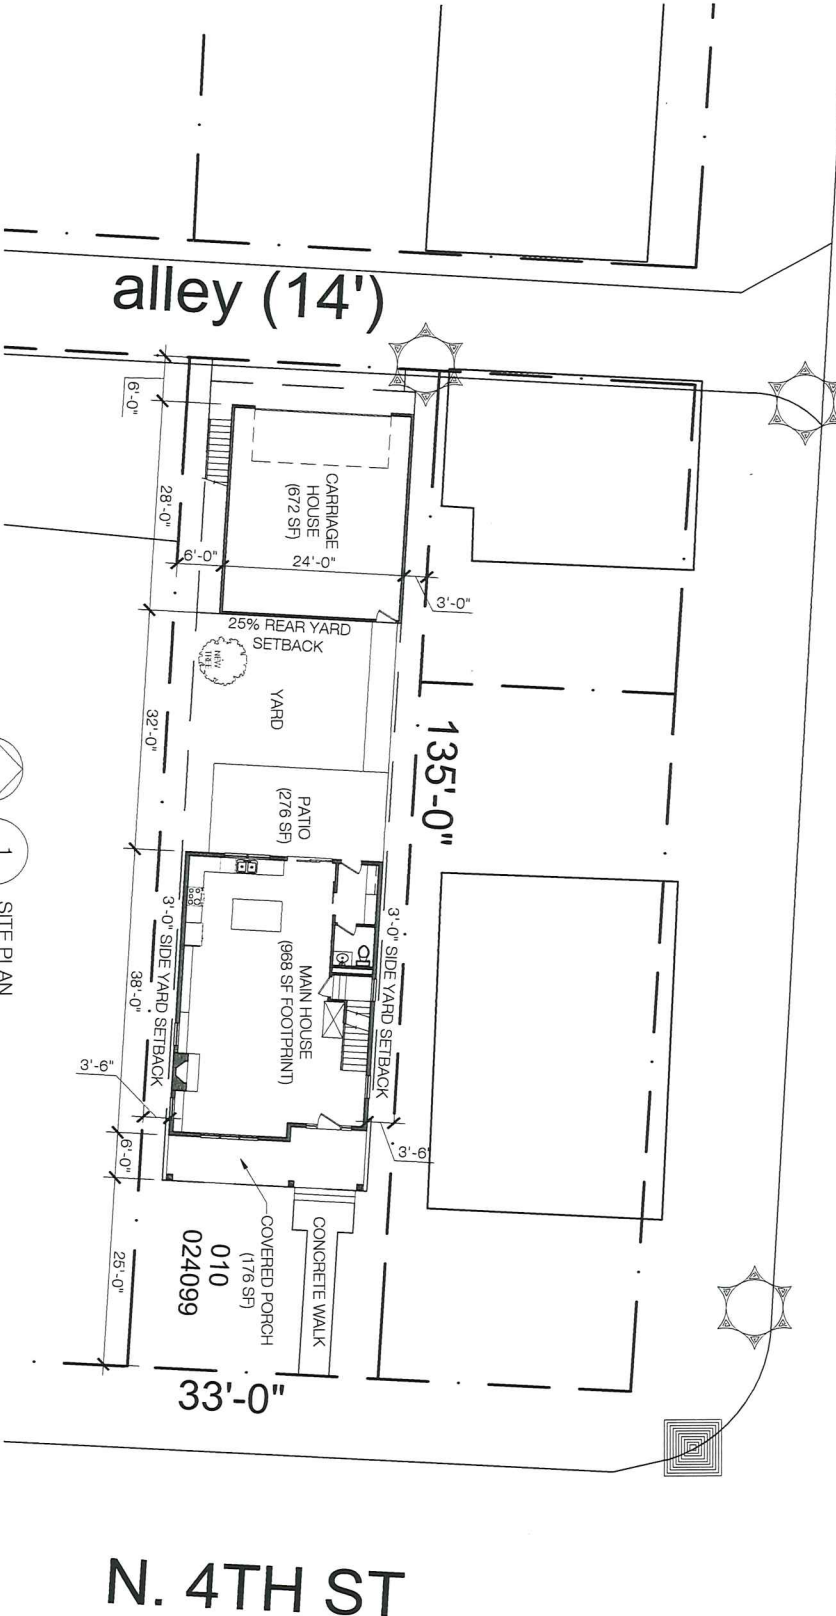 alley (14')
6'-0"
28'-0"
CARRIAGE
HOUSE
(672 SF)
6'-0"
24'-0"
3'-0"
25% REAR YARD
SETBACK
NEW
TREE
YARD
32'-0"
135'-0"
PATIO
(276 SF)
1
SITE PLAN
3'-0" SIDE YARD SETBACK
3'-0" SIDE YARD SETBACK
MAIN HOUSE
(968 SF FOOTPRINT)
38'-0"
3'-6"
3'-6"
6'-0"
COVERED PORCH
(176 SF)
CONCRETE WALK
010
024099
25'-0"
33'-0"
N. 4TH ST